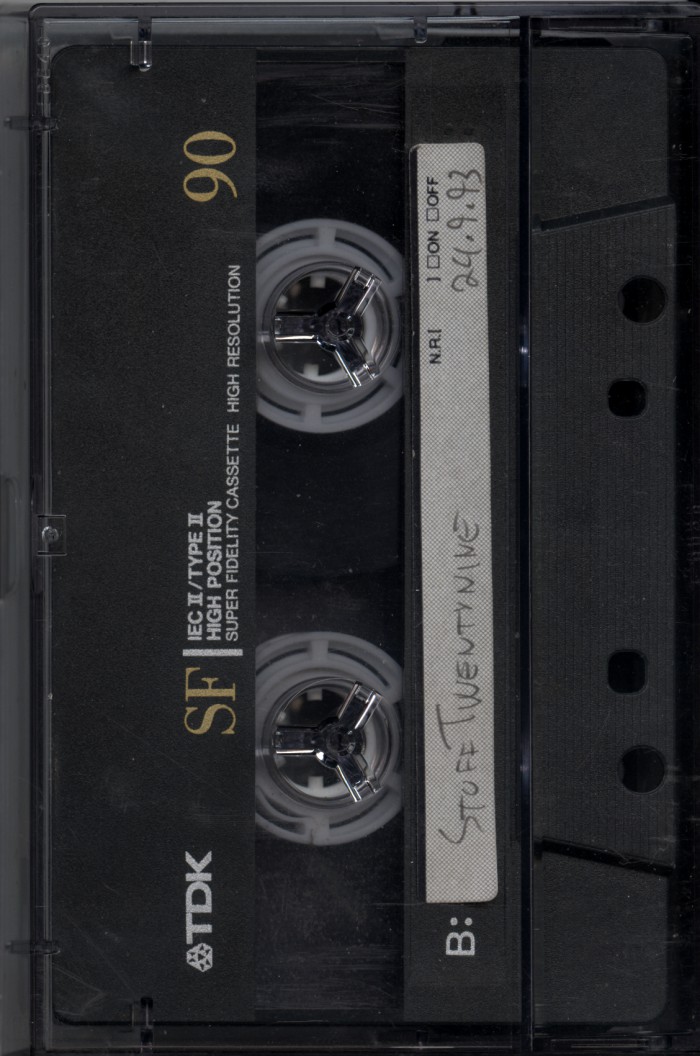 TDK
SF
IEC II/TYPE II
HIGH POSITION
SUPER FIDELITY CASSETTE HIGH RESOLUTION
90
B:
STUFF TWENTYNINE
N.R.
ON OFF
24.9.93